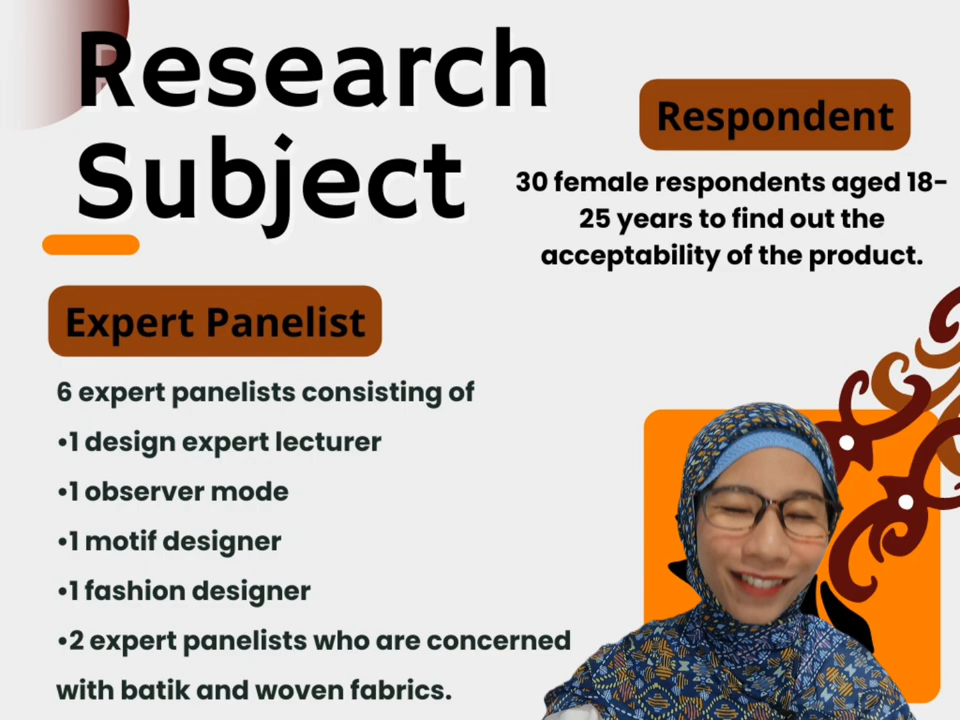 Research
Subject
Respondent
30 female respondents aged 18-
25 years to find out the
acceptability of the product.
Expert Panelist
6 expert panelists consisting of
•1 design expert lecturer
•1 observer mode
•1 motif designer
•1 fashion designer
•2 expert panelists who are concerned
with batik and woven fabrics.